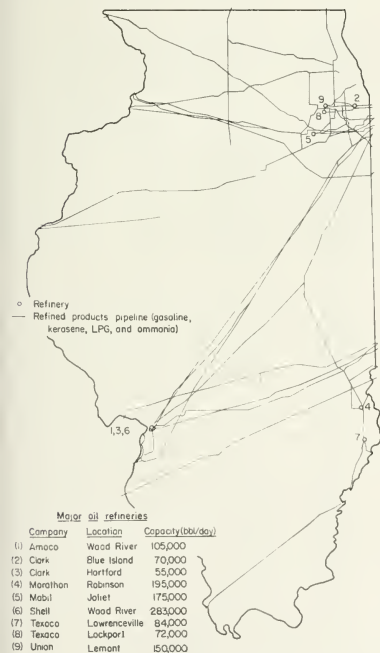 9
2
8
5
○ Refinery
— Refined products pipeline (gasoline,
kerasene, LPG, and ammonia)
1,3,6
4
7
Major oil refineries
Company Location Capacity(bbl/day)
(1) Amoco Wood River 105,000
(2) Clark Blue Island 70,000
(3) Clark Hartford 55,000
(4) Marathon Robinson 195,000
(5) Mobil Joliet 175,000
(6) Shell Wood River 283,000
(7) Texaco Lawrenceville 84,000
(8) Texaco Lockport 72,000
(9) Union Lemont 150,000